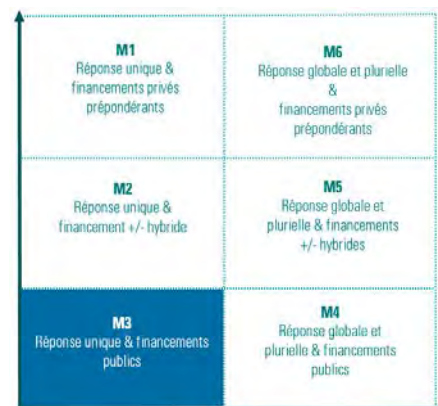 M1
Réponse unique &
financements privés
prépondérants
M6
Réponse globale et plurielle
&
financements privés
prépondérants
M2
Réponse unique &
financement +/- hybride
M5
Réponse globale et
plurielle & financements
+/- hybrides
M3
Réponse unique & financements
publics
M4
Réponse globale et
plurielle & financements
publics